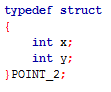 typedef struct
{
    int x;
    int y;
}POINT_2;